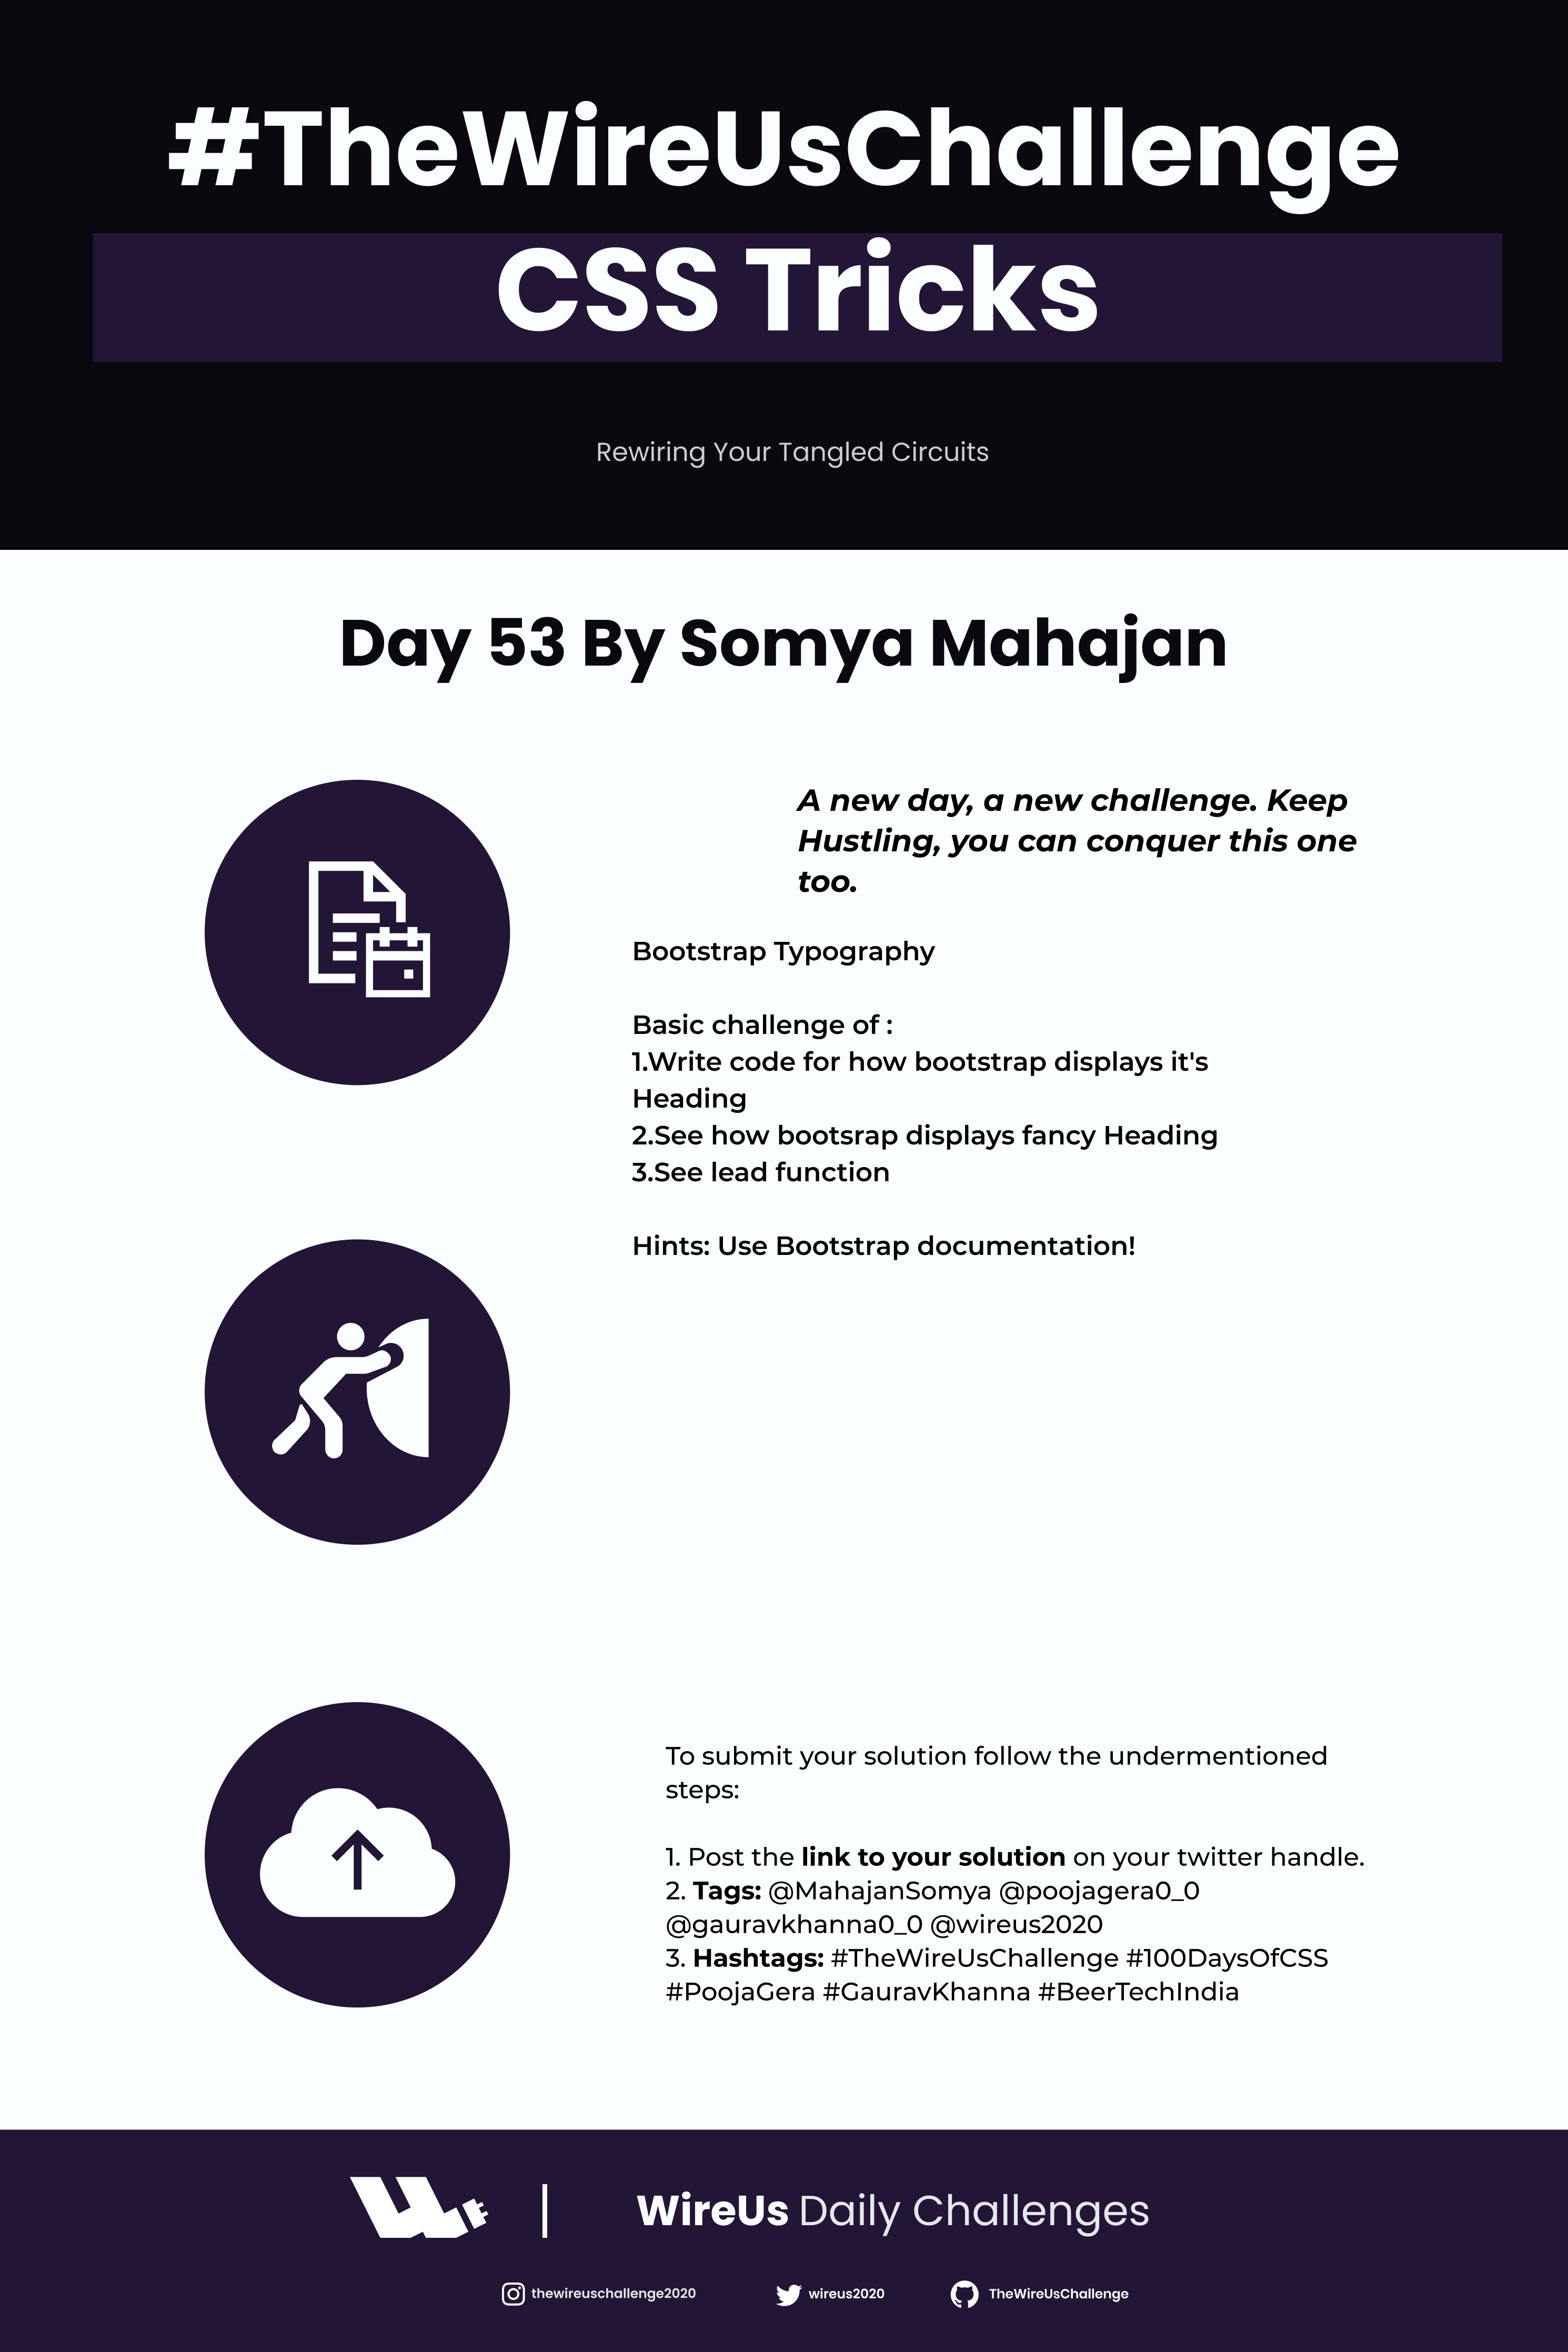 #TheWireUsChallenge
CSS Tricks
Rewiring Your Tangled Circuits
Day 53 By Somya Mahajan
A new day, a new challenge. Keep
Hustling, you can conquer this one
too.
Bootstrap Typography
Basic challenge of :
1.Write code for how bootstrap displays it's
Heading
2.See how bootsrap displays fancy Heading
3.See lead function
Hints: Use Bootstrap documentation!
To submit your solution follow the undermentioned
steps:
1. Post the link to your solution on your twitter handle.
2. Tags: @MahajanSomya @poojagera0_0
@gauravkhanna0_0 @wireus2020
3. Hashtags: #TheWireUsChallenge #100DaysOfCSS
#PoojaGera #GauravKhanna #BeerTechIndia
WireUs Daily Challenges
thewireuschallenge2020 wireus2020 TheWireUsChallenge